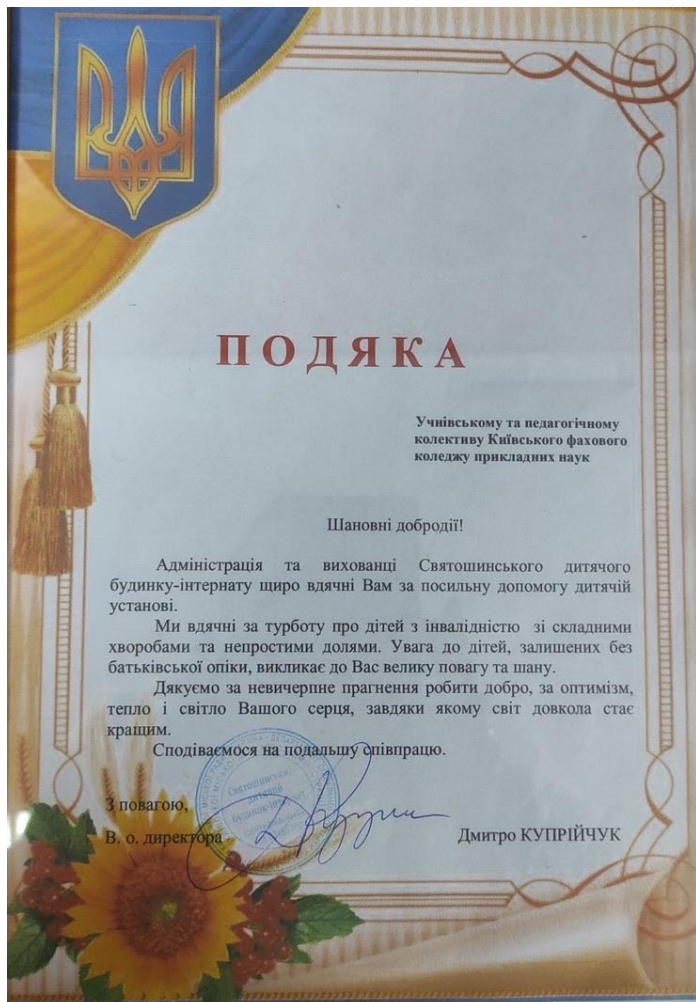 ПОДЯКА
Учнівському та педагогічному
колективу Київського фахового
коледжу прикладних наук
Шановні добродії!
Адміністрація та вихованці Святошинського дитячого
будинку-інтернату щиро вдячні Вам за посильну допомогу дитячій
установі.
Ми вдячні за турботу про дітей з інвалідністю зі складними
хворобами та непростими долями. Увага до дітей, залишених без
батьківської опіки, викликає до Вас велику повагу та шану.
Дякуємо за невичерпне прагнення робити добро, за оптимізм,
тепло і світло Вашого серця, завдяки якому світ довкола стає
кращим.
Сподіваємося на подальшу співпрацю.
Святошинський
дитячий
будинок-інтернат
З повагою,
В. о. директора Дмитро КУПРІЙЧУК